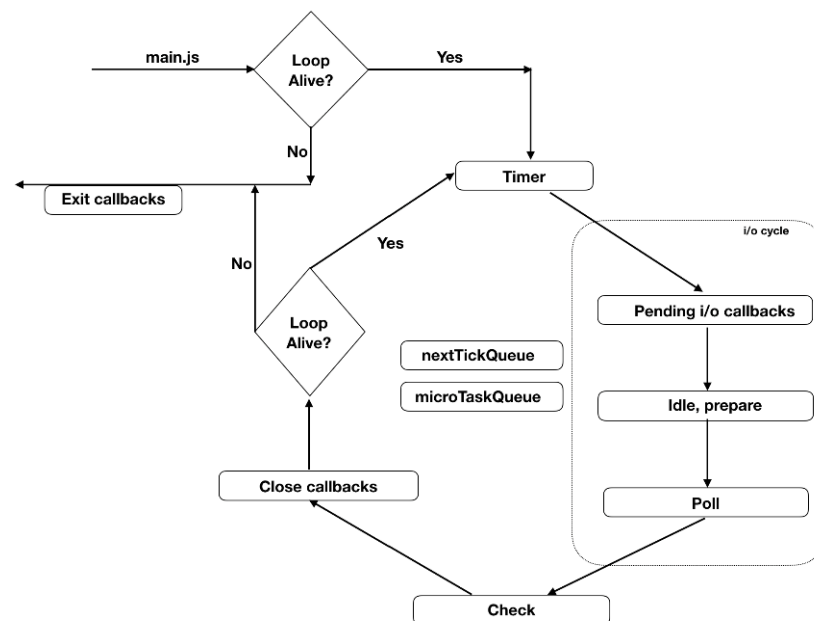 main.js
Loop
Alive?
Yes
No
Exit callbacks
Timer
i/o cycle
Yes
No
Pending i/o callbacks
Loop
Alive?
nextTickQueue
microTaskQueue
Idle, prepare
Close callbacks
Poll
Check